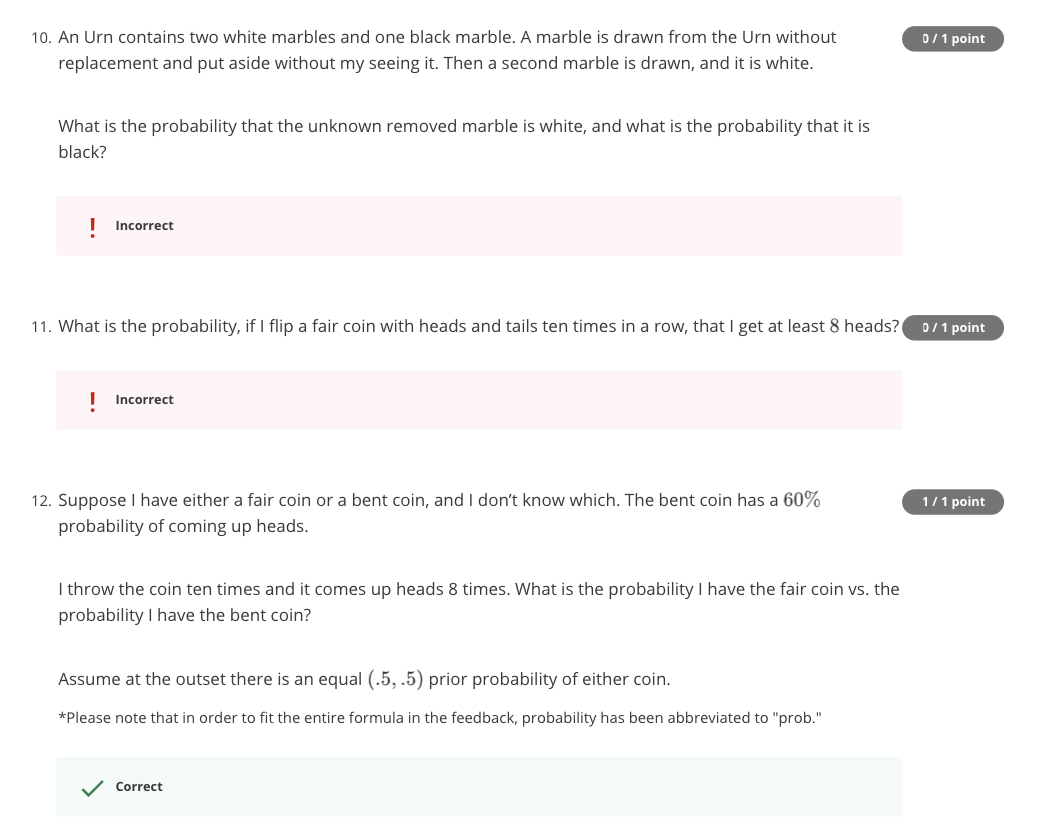 10. An Urn contains two white marbles and one black marble. A marble is drawn from the Urn without
0 / 1 point
replacement and put aside without my seeing it. Then a second marble is drawn, and it is white.
What is the probability that the unknown removed marble is white, and what is the probability that it is
black?
! Incorrect
11. What is the probability, if I flip a fair coin with heads and tails ten times in a row, that I get at least 8 heads?
0 / 1 point
! Incorrect
12. Suppose I have either a fair coin or a bent coin, and I don’t know which. The bent coin has a 60%
1 / 1 point
probability of coming up heads.
I throw the coin ten times and it comes up heads 8 times. What is the probability I have the fair coin vs. the
probability I have the bent coin?
Assume at the outset there is an equal (.5, .5) prior probability of either coin.
*Please note that in order to fit the entire formula in the feedback, probability has been abbreviated to "prob."
Correct